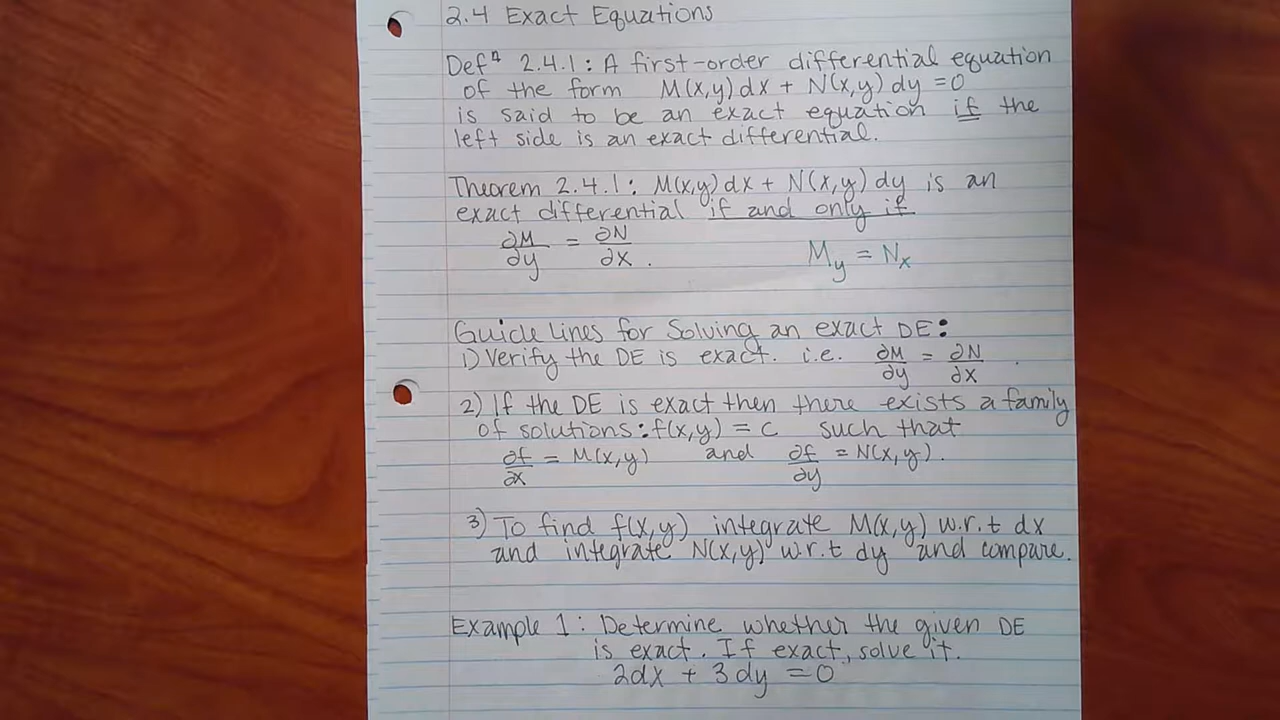 2.4 Exact Equations
Defⁿ 2.4.1: A first-order differential equation
of the form M(x,y)dx + N(x,y)dy = 0
is said to be an exact equation if the
left side is an exact differential.
Theorem 2.4.1: M(x,y)dx + N(x,y)dy is an
exact differential if and only if
∂M/∂y = ∂N/∂x. M_y = N_x
Guidelines for Solving an exact DE:
1) Verify the DE is exact. i.e. ∂M/∂y = ∂N/∂x.
2) If the DE is exact then there exists a family
of solutions: f(x,y) = c such that
∂f/∂x = M(x,y) and ∂f/∂y = N(x,y).
3) To find f(x,y) integrate M(x,y) w.r.t dx
and integrate N(x,y) w.r.t dy and compare.
Example 1: Determine whether the given DE
is exact. If exact, solve it.
2dx + 3dy = 0